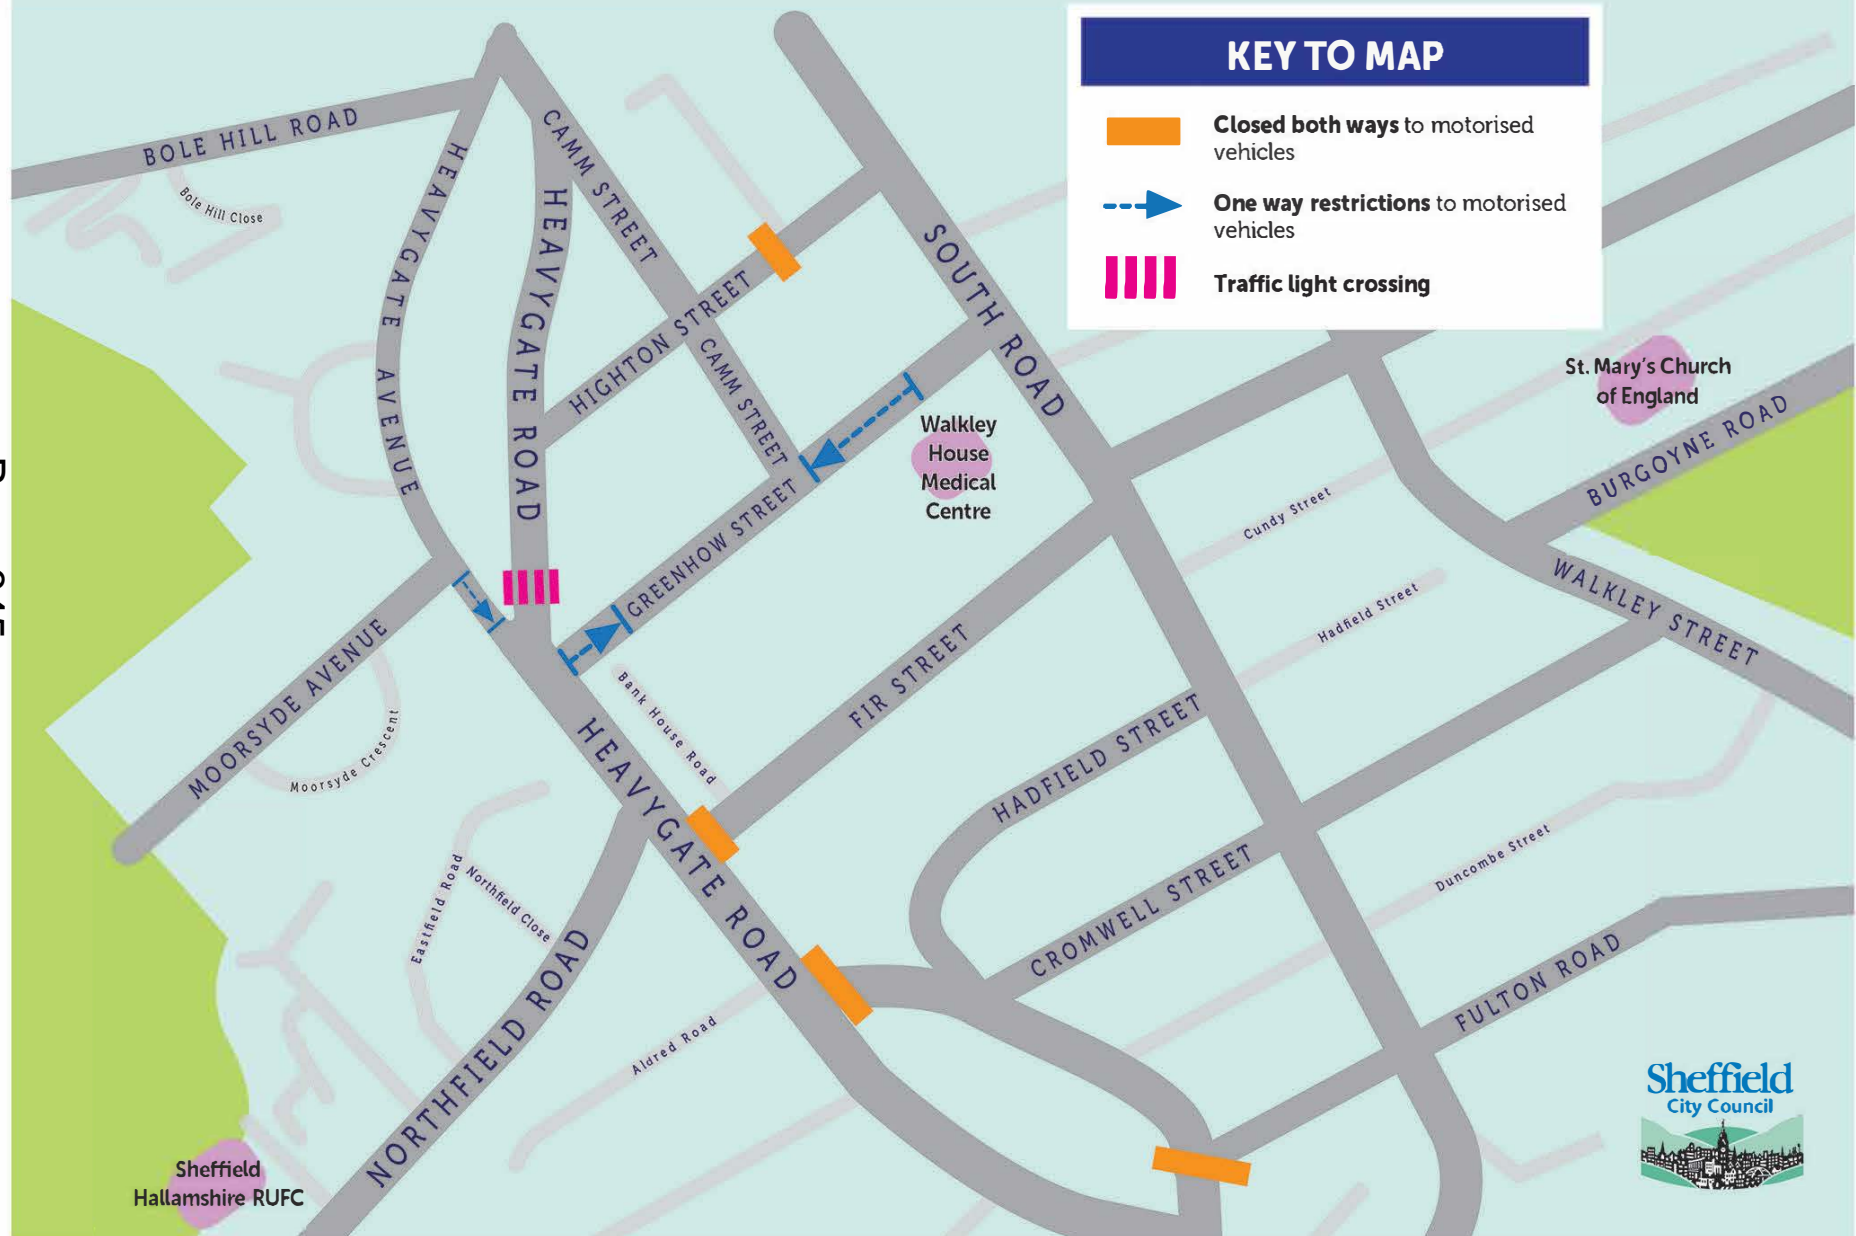 KEY TO MAP
Closed both ways to motorised
vehicles
One way restrictions to motorised
vehicles
Traffic light crossing
BOLE HILL ROAD
Bole Hill Close
HEAVYGATE AVENUE
HEAVYGATE ROAD
CAMM STREET
HIGHTON STREET
CAMM STREET
SOUTH ROAD
GREENHOW STREET
Walkley
House
Medical
Centre
St. Mary's Church
of England
BURGOYNE ROAD
Cundy Street
WALKLEY STREET
Hadfield Street
MOORSYDE AVENUE
Moorsyde Crescent
Bank House Road
FIR STREET
HEAVYGATE ROAD
HADFIELD STREET
CROMWELL STREET
Duncombe Street
Eastfield Road
Northfield Close
NORTHFIELD ROAD
Aldred Road
FULTON ROAD
Sheffield
Hallamshire RUFC
Sheffield
City Council